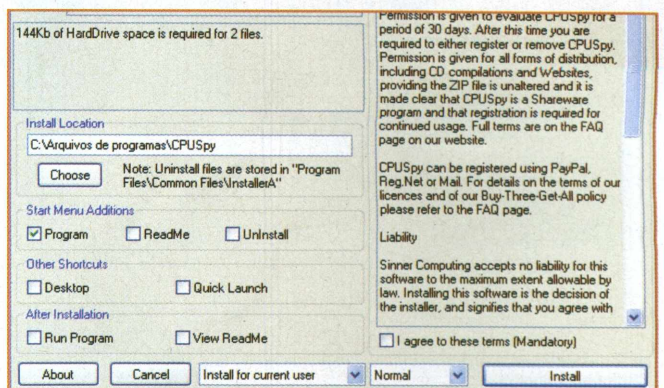 144Kb of HardDrive space is required for 2 files.
Install Location
C:\Arquivos de programas\CPUSpy
Choose
Note: Uninstall files are stored in "Program
Files\Common Files\InstallerA"
Start Menu Additions
Program
ReadMe
UnInstall
Other Shortcuts
Desktop
Quick Launch
After Installation
Run Program
View ReadMe
Permission is given to evaluate CPUSpy for a
period of 30 days. After this time you are
required to either register or remove CPUSpy.
Permission is given for all forms of distribution,
including CD compilations and Websites,
providing the ZIP file is unaltered and it is
made clear that CPUSpy is a Shareware
program and that registration is required for
continued usage. Full terms are on the FAQ
page on our website.
CPUSpy can be registered using PayPal,
Reg.Net or Mail. For details on the terms of our
licences and of our Buy-Three-Get-All policy
please refer to the FAQ page.
Liability
Sinner Computing accepts no liability for this
software to the maximum extent allowable by
law. Installing this software is the decision of
the installer, and signifies that you agree with
I agree to these terms (Mandatory)
About
Cancel
Install for current user
Normal
Install